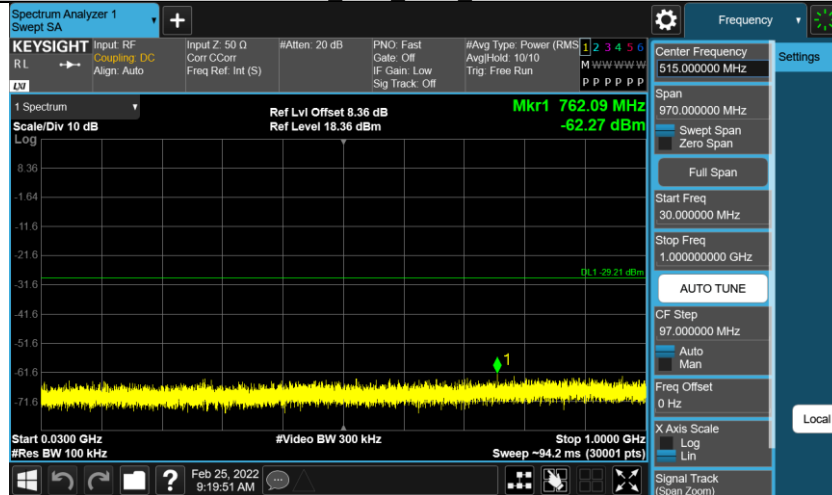 Spectrum Analyzer 1
Swept SA
+
Frequency
KEYSIGHT
RL
LXI
Input: RF
Coupling: DC
Align: Auto
Input Z: 50 Ω
Corr CCorr
Freq Ref: Int (S)
#Atten: 20 dB
PNO: Fast
Gate: Off
IF Gain: Low
Sig Track: Off
#Avg Type: Power (RMS
Avg|Hold: 10/10
Trig: Free Run
1 2 3 4 5 6
M W W W W W
P P P P P P
Center Frequency
515.000000 MHz
Settings
Span
970.000000 MHz
Swept Span
Zero Span
Full Span
Start Freq
30.000000 MHz
Stop Freq
1.000000000 GHz
AUTO TUNE
CF Step
97.000000 MHz
Auto
Man
Freq Offset
0 Hz
X Axis Scale
Log
Lin
Local
Signal Track
(Span Zoom)
1 Spectrum
Scale/Div 10 dB
Log
Ref Lvl Offset 8.36 dB
Ref Level 18.36 dBm
Mkr1 762.09 MHz
-62.27 dBm
8.36
-1.64
-11.6
-21.6
DL1 -29.21 dBm
-31.6
-41.6
-51.6
-61.6
1
-71.6
Start 0.0300 GHz
#Video BW 300 kHz
Stop 1.0000 GHz
#Res BW 100 kHz
Sweep ~94.2 ms (30001 pts)
?
Feb 25, 2022
9:19:51 AM